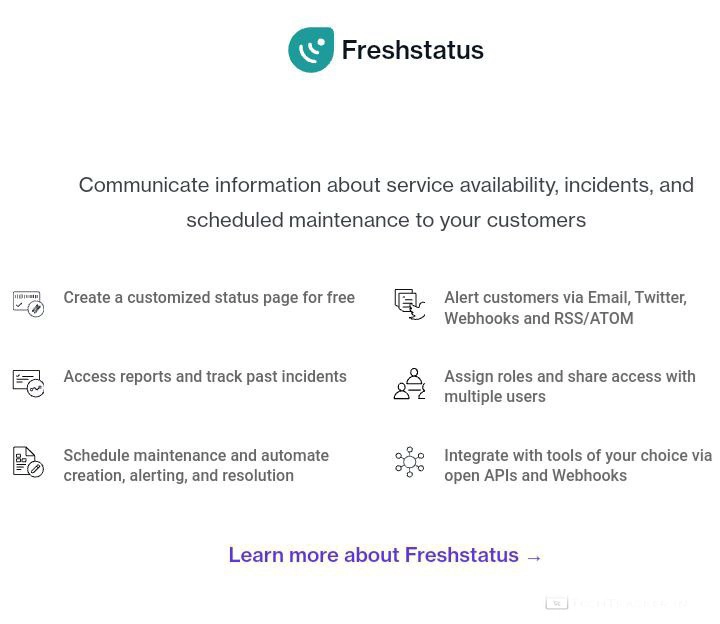 Freshstatus
Communicate information about service availability, incidents, and
scheduled maintenance to your customers
Create a customized status page for free
Alert customers via Email, Twitter,
Webhooks and RSS/ATOM
Access reports and track past incidents
Assign roles and share access with
multiple users
Schedule maintenance and automate
creation, alerting, and resolution
Integrate with tools of your choice via
open APIs and Webhooks
Learn more about Freshstatus →